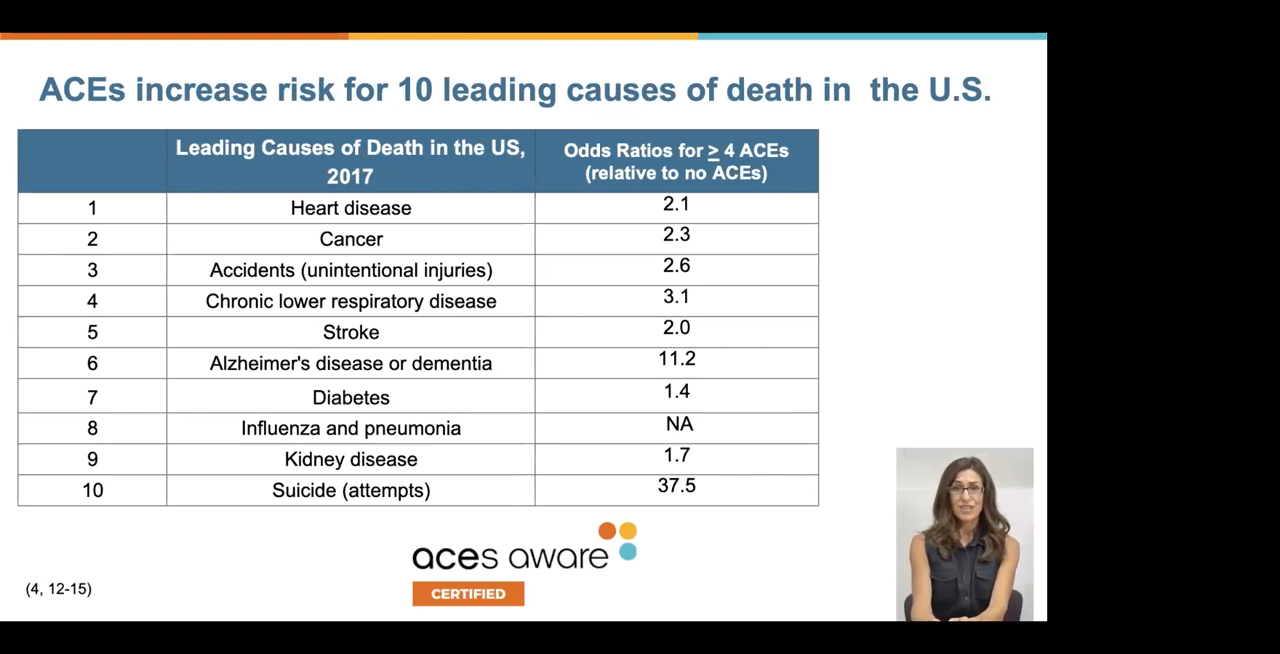 ACEs increase risk for 10 leading causes of death in the U.S.
Leading Causes of Death in the US, 2017 Odds Ratios for ≥ 4 ACEs (relative to no ACEs)
1 Heart disease 2.1
2 Cancer 2.3
3 Accidents (unintentional injuries) 2.6
4 Chronic lower respiratory disease 3.1
5 Stroke 2.0
6 Alzheimer's disease or dementia 11.2
7 Diabetes 1.4
8 Influenza and pneumonia NA
9 Kidney disease 1.7
10 Suicide (attempts) 37.5
aces aware
CERTIFIED
(4, 12-15)